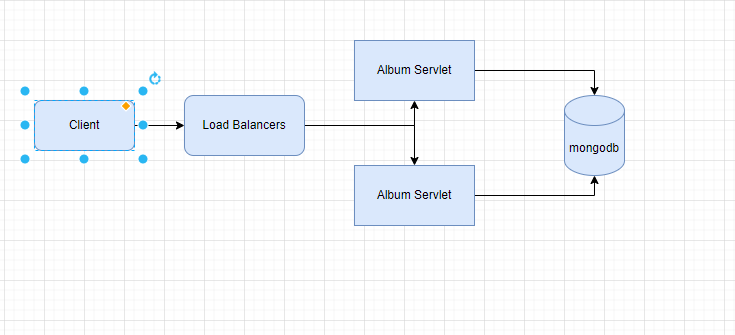 Client
Load Balancers
Album Servlet
Album Servlet
mongodb